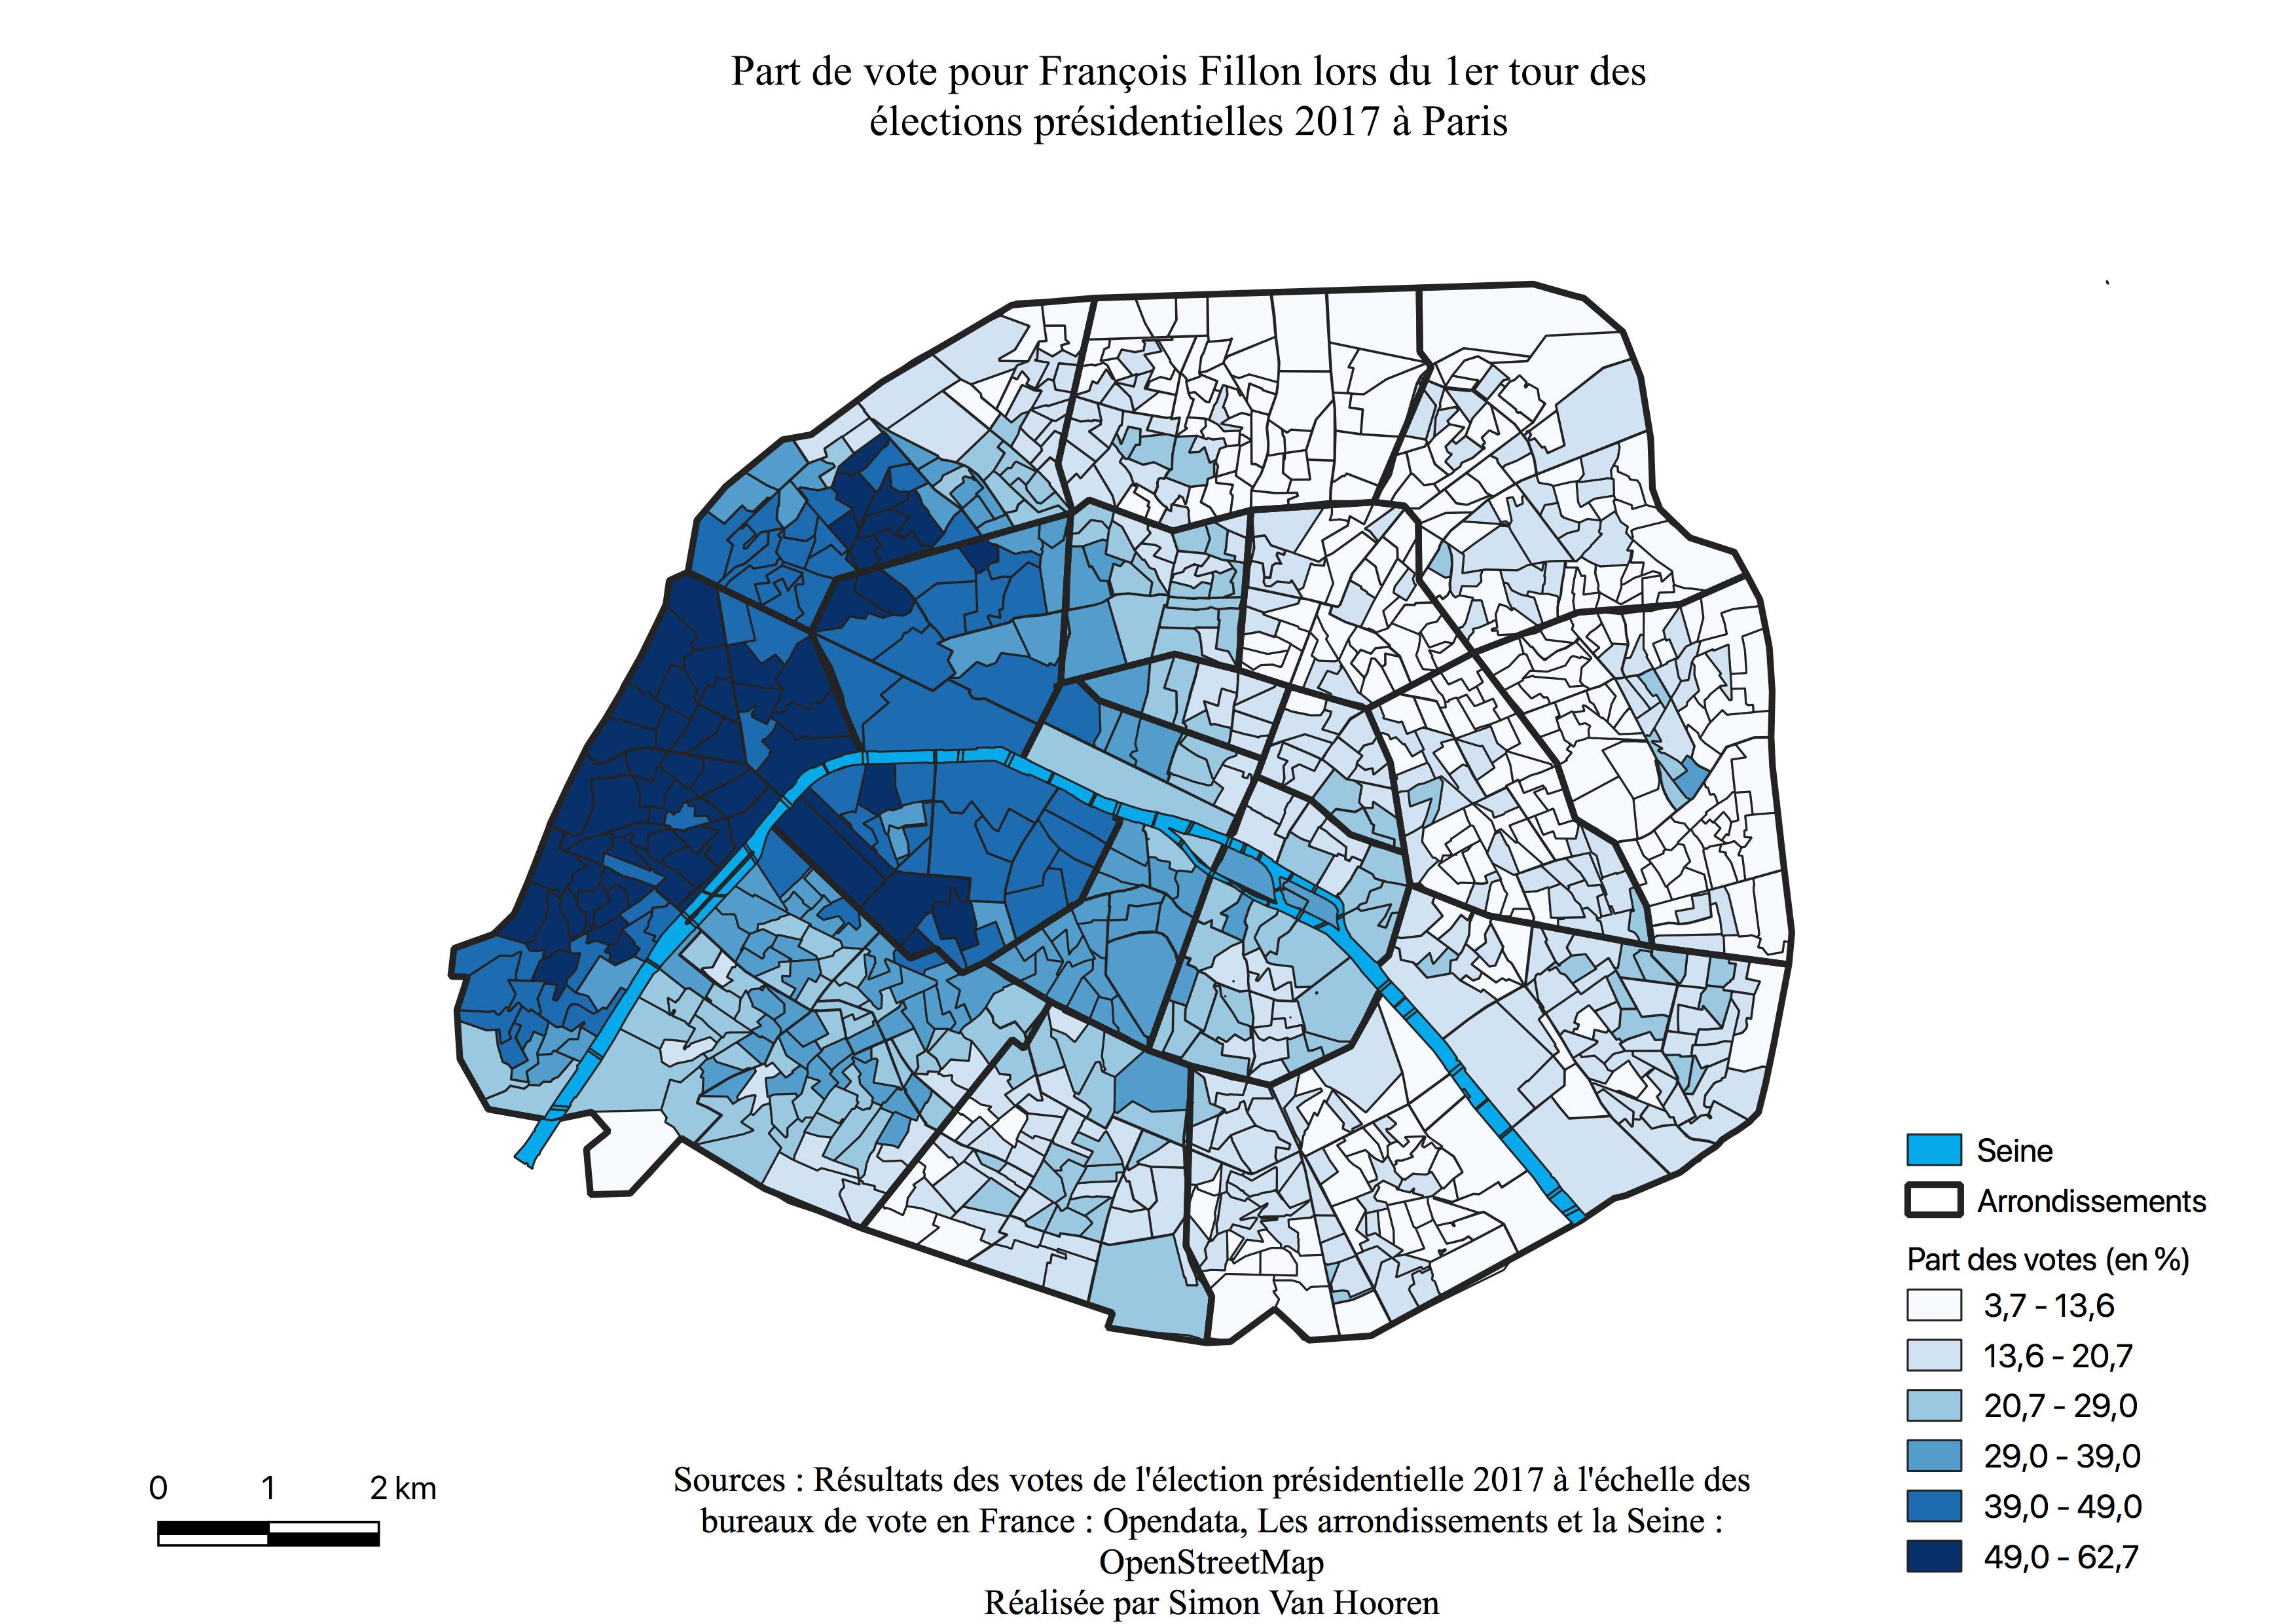 Part de vote pour François Fillon lors du 1er tour des
élections présidentielles 2017 à Paris
Seine
Arrondissements
Part des votes (en %)
3,7 - 13,6
13,6 - 20,7
20,7 - 29,0
29,0 - 39,0
39,0 - 49,0
49,0 - 62,7
0 1 2 km
Sources : Résultats des votes de l'élection présidentielle 2017 à l'échelle des
bureaux de vote en France : Opendata, Les arrondissements et la Seine :
OpenStreetMap
Réalisée par Simon Van Hooren